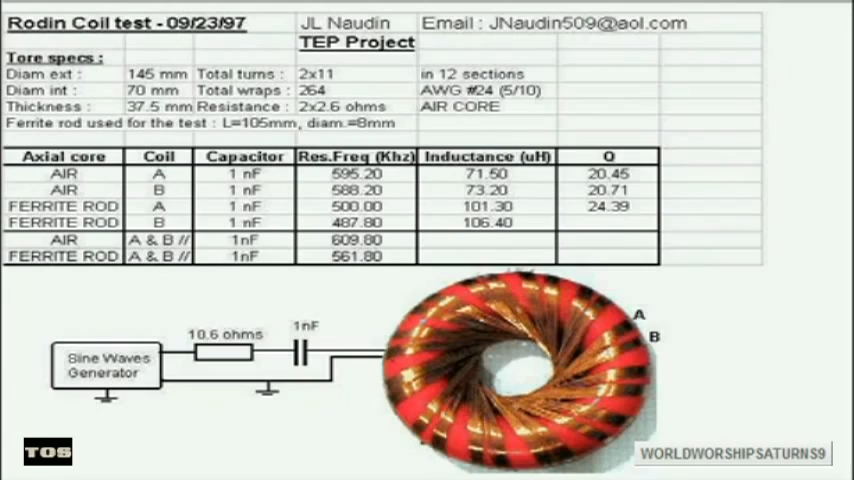 Rodin Coil test - 09/23/97 JL Naudin Email : JNaudin509@aol.com
TEP Project
Tore specs :
Diam ext : 145 mm Total turns : 2x11 in 12 sections
Diam int : 70 mm Total wraps : 264 AWG #24 (5/10)
Thickness : 37.5 mm Resistance : 2x2.6 ohms AIR CORE
Ferrite rod used for the test : L=105mm, diam.=8mm
Axial core Coil Capacitor Res.Freq (Khz) Inductance (uH) Q
AIR A 1 nF 595.20 71.50 20.45
AIR B 1 nF 588.20 73.20 20.71
FERRITE ROD A 1 nF 500.00 101.30 24.39
FERRITE ROD B 1 nF 487.80 106.40
AIR A & B // 1nF 609.80
FERRITE ROD A & B // 1nF 561.80
10.6 ohms 1nF
Sine Waves
Generator
A
B
TOS
WORLDWORSHIPSATURNS9